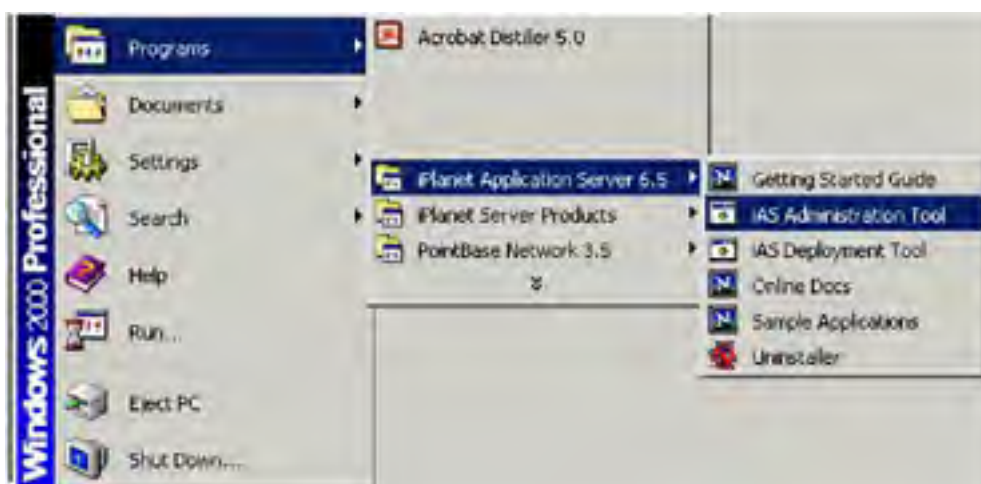 Windows 2000 Professional
Programs
Documents
Settings
Search
Help
Run...
Eject PC
Shut Down...
Acrobat Distiller 5.0
iPlanet Application Server 6.5
iPlanet Server Products
PointBase Network 3.5
Getting Started Guide
iAS Administration Tool
iAS Deployment Tool
Online Docs
Sample Applications
Uninstaller